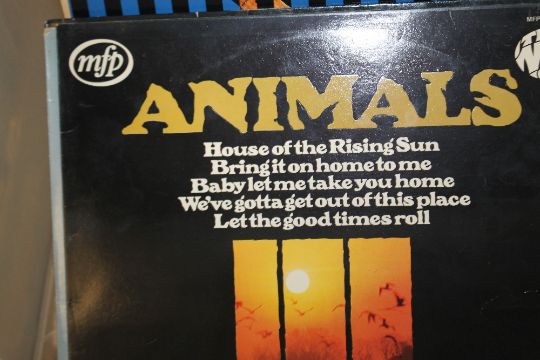 mfp
MFP
ANIMALS
House of the Rising Sun
Bring it on home to me
Baby let me take you home
We've gotta get out of this place
Let the good times roll